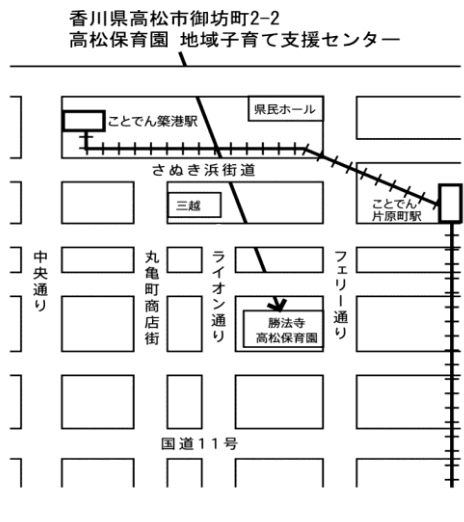 香川県高松市御坊町2-2
高松保育園 地域子育て支援センター
県民ホール
ことでん築港駅
さぬき浜街道
三越
ことでん
片原町駅
中央通り
丸亀町商店街
ライオン通り
フェリー通り
勝法寺
高松保育園
国道11号